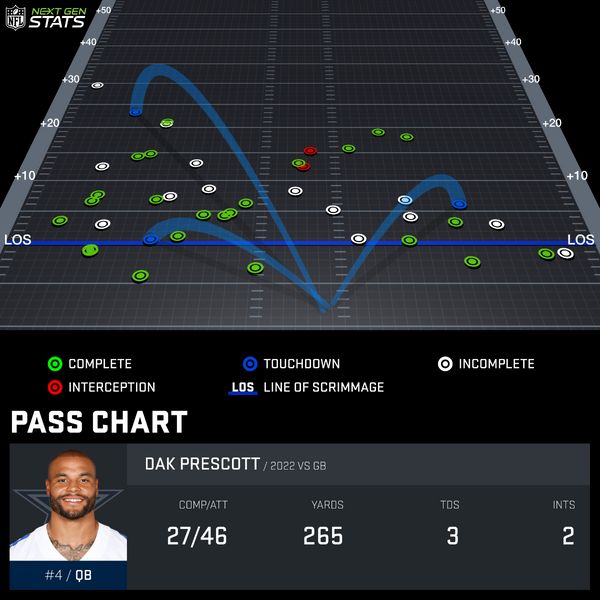 NFL NEXT GEN STATS
+50 +50
+40 +40
+30 +30
+20 +20
+10 +10
LOS LOS
COMPLETE TOUCHDOWN INCOMPLETE
INTERCEPTION LOS LINE OF SCRIMMAGE
PASS CHART
DAK PRESCOTT / 2022 VS GB
COMP/ATT YARDS TDS INTS
27/46 265 3 2
#4 / QB